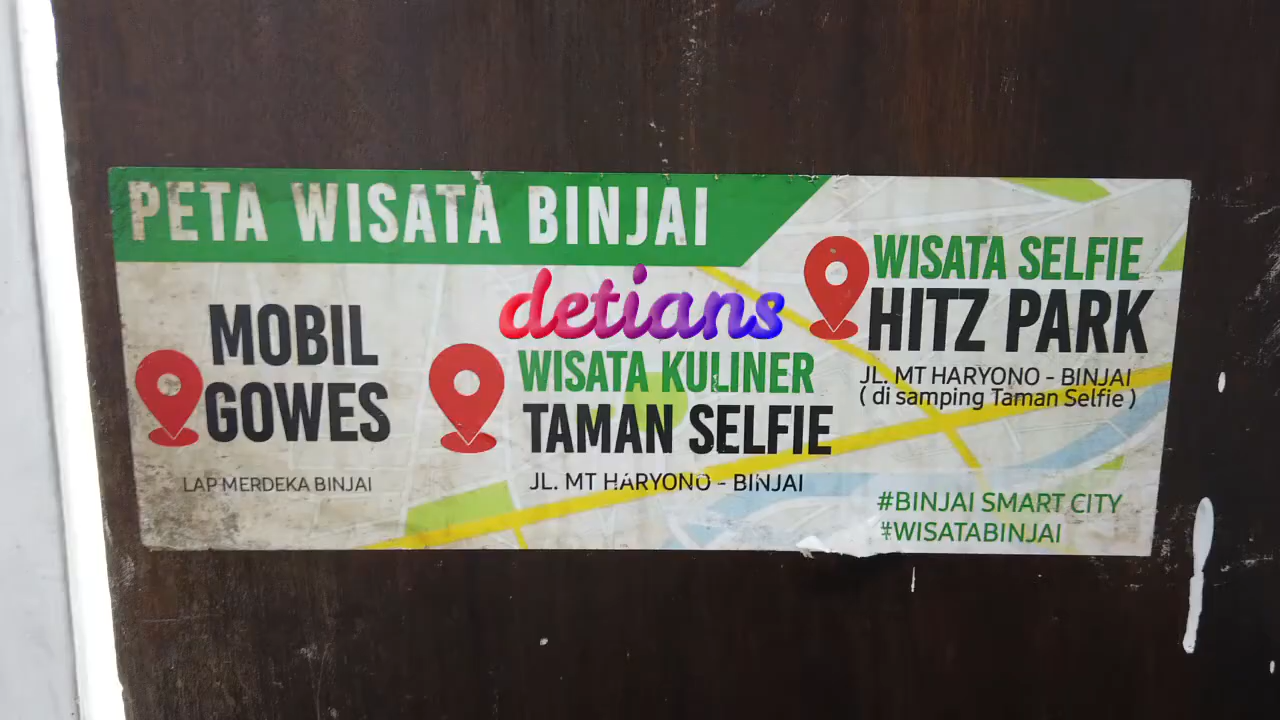 PETA WISATA BINJAI
MOBIL
GOWES
LAP MERDEKA BINJAI
detians
WISATA KULINER
TAMAN SELFIE
JL. MT HARYONO - BINJAI
WISATA SELFIE
HITZ PARK
JL. MT HARYONO - BINJAI
( di samping Taman Selfie )
#BINJAI SMART CITY
#WISATABINJAI